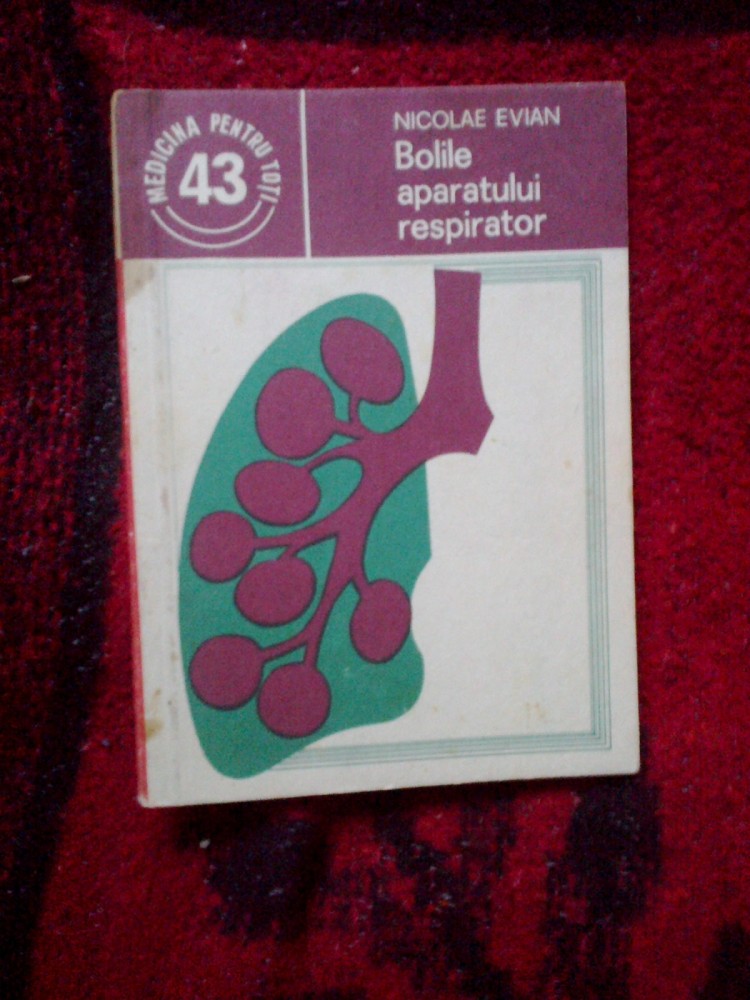 MEDICINA PENTRU TOȚI
43
NICOLAE EVIAN
Bolile
aparatului
respirator